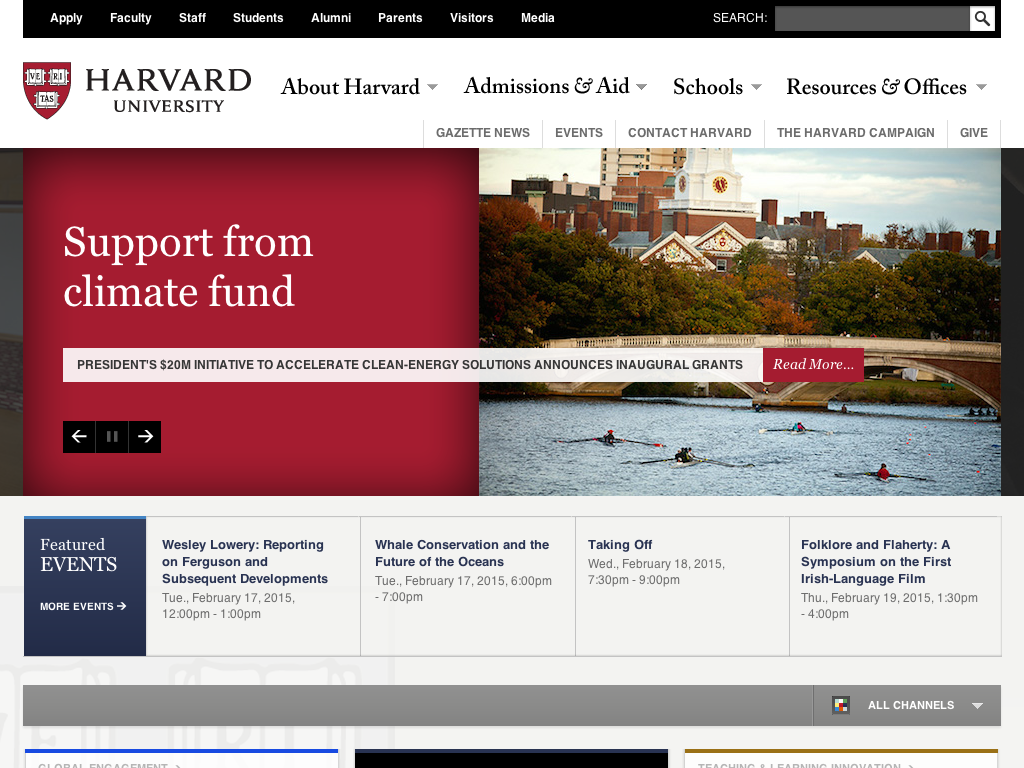 Apply Faculty Staff Students Alumni Parents Visitors Media SEARCH:
VE RI
TAS
HARVARD
UNIVERSITY
About Harvard Admissions & Aid Schools Resources & Offices
GAZETTE NEWS EVENTS CONTACT HARVARD THE HARVARD CAMPAIGN GIVE
Support from
climate fund
PRESIDENT'S $20M INITIATIVE TO ACCELERATE CLEAN-ENERGY SOLUTIONS ANNOUNCES INAUGURAL GRANTS Read More...
Featured
EVENTS
MORE EVENTS
Wesley Lowery: Reporting
on Ferguson and
Subsequent Developments
Tue., February 17, 2015,
12:00pm - 1:00pm
Whale Conservation and the
Future of the Oceans
Tue., February 17, 2015, 6:00pm
- 7:00pm
Taking Off
Wed., February 18, 2015,
7:30pm - 9:00pm
Folklore and Flaherty: A
Symposium on the First
Irish-Language Film
Thu., February 19, 2015, 1:30pm
- 4:00pm
ALL CHANNELS
GLOBAL ENGAGEMENT
TEACHING & LEARNING INNOVATION